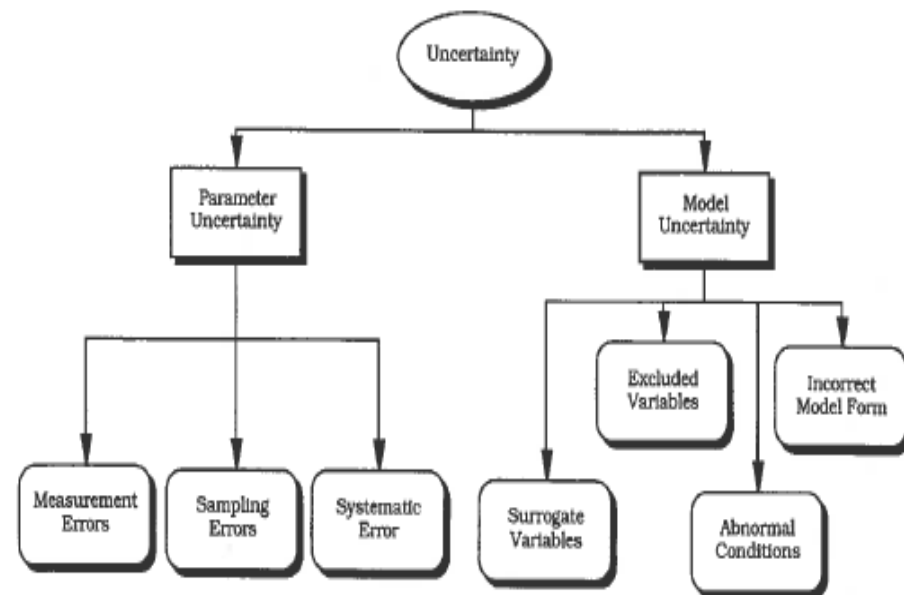 Uncertainty
Parameter
Uncertainty
Model
Uncertainty
Excluded
Variables
Incorrect
Model Form
Measurement
Errors
Sampling
Errors
Systematic
Error
Surrogate
Variables
Abnormal
Conditions